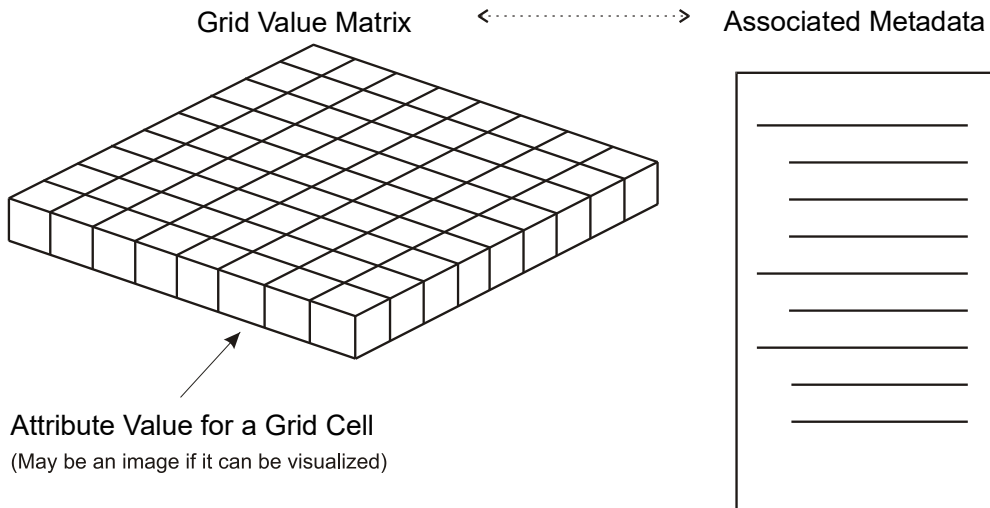 Grid Value Matrix
Associated Metadata
Attribute Value for a Grid Cell
(May be an image if it can be visualized)